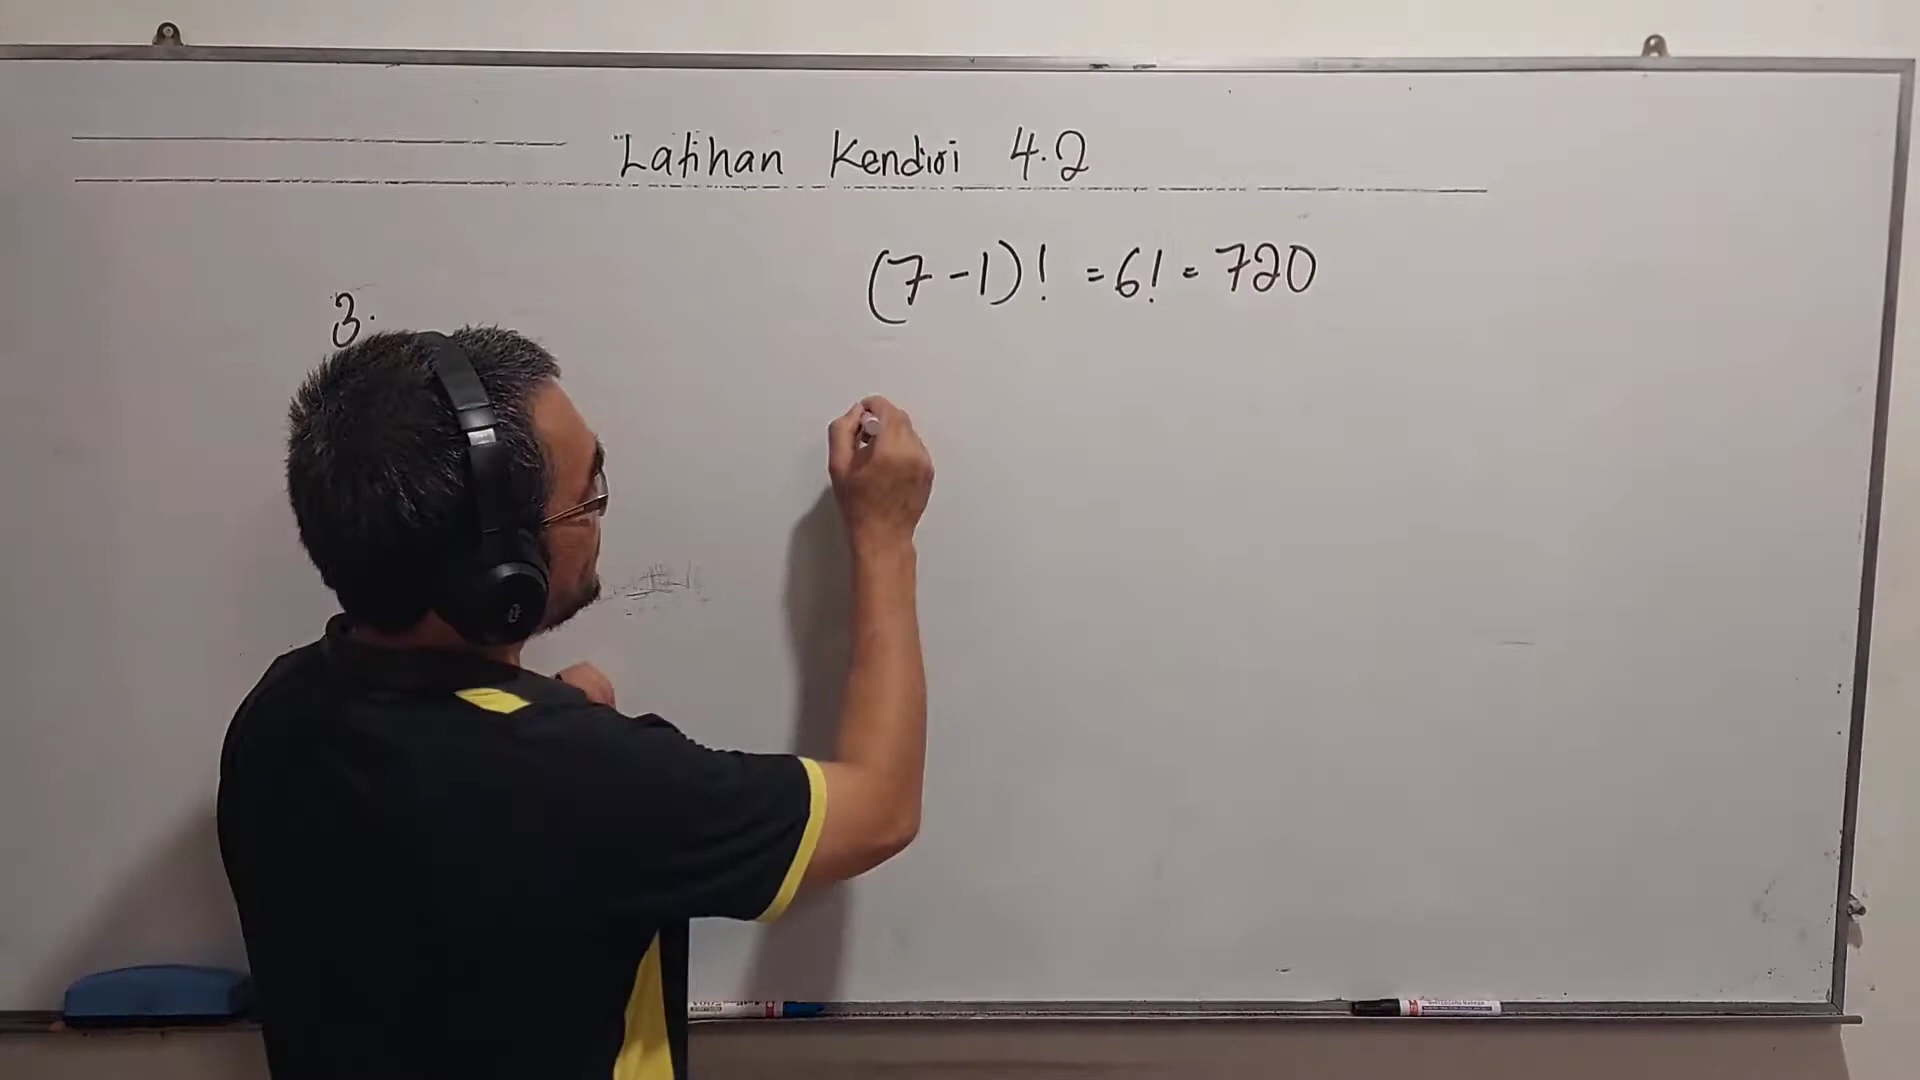 Latihan Kendiri 4.2
(7-1)! = 6! = 720
3.